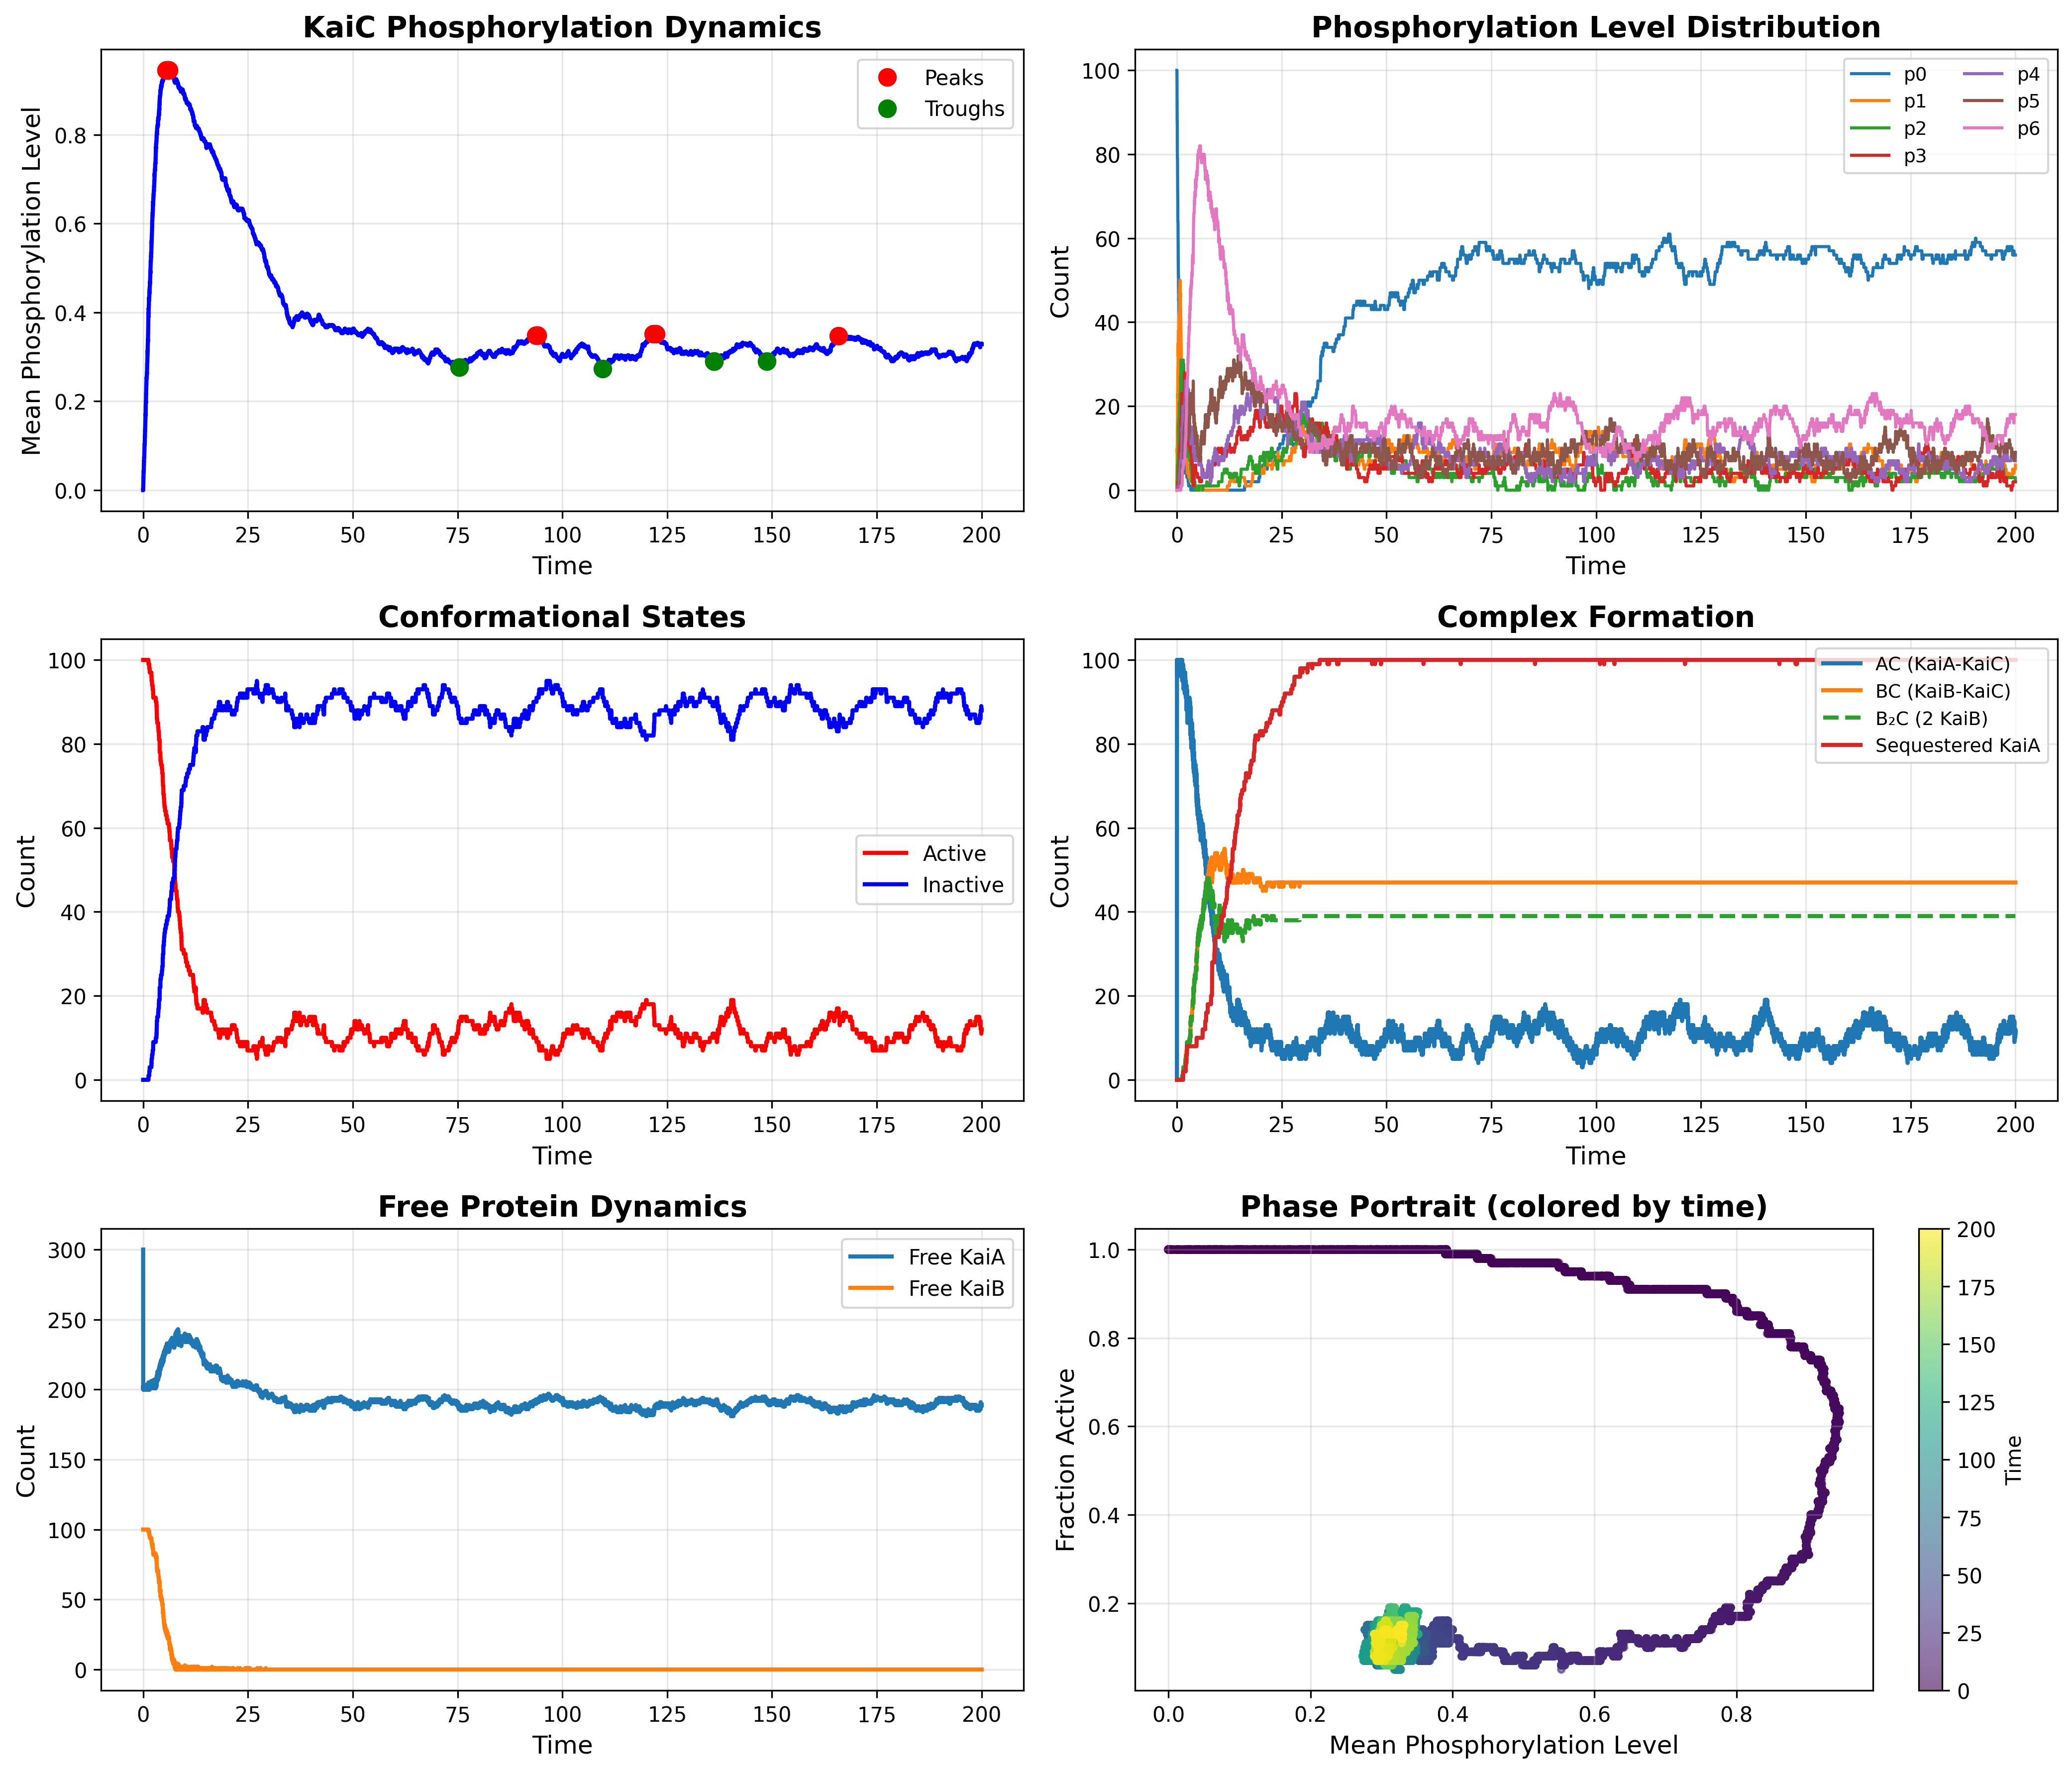 KaiC Phosphorylation Dynamics
Mean Phosphorylation Level
0.8
0.6
0.4
0.2
0.0
Peaks
Troughs
0 25 50 75 100 125 150 175 200
Time
Phosphorylation Level Distribution
Count
100
80
60
40
20
0
p0 p4
p1 p5
p2 p6
p3
0 25 50 75 100 125 150 175 200
Time
Conformational States
Count
100
80
60
40
20
0
Active
Inactive
0 25 50 75 100 125 150 175 200
Time
Complex Formation
Count
100
80
60
40
20
0
AC (KaiA-KaiC)
BC (KaiB-KaiC)
B₂C (2 KaiB)
Sequestered KaiA
0 25 50 75 100 125 150 175 200
Time
Free Protein Dynamics
Count
300
250
200
150
100
50
0
Free KaiA
Free KaiB
0 25 50 75 100 125 150 175 200
Time
Phase Portrait (colored by time)
Fraction Active
1.0
0.8
0.6
0.4
0.2
0.0 0.2 0.4 0.6 0.8
Mean Phosphorylation Level
200
175
150
125
100
75
50
25
0
Time